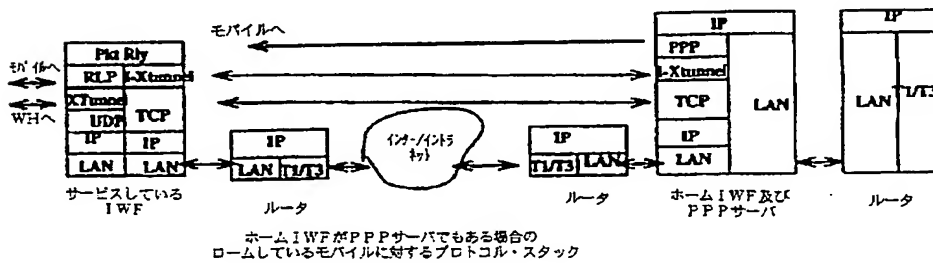 モバイルへ
IP
IP
Pkt Rly
PPP
モバイルへ
RLP
I-Xtunnel
I-Xtunnel
XTunnel
TCP
TCP
LAN
LAN
T1/T3
WHへ
UDP
IP
IP
IP
インター/イントラ
ネット
IP
IP
LAN
LAN
LAN
T1/T3
T1/T3
LAN
LAN
サービスしている
IWF
ルータ
ルータ
ホームIWF及び
PPPサーバ
ルータ
ホームIWFがPPPサーバでもある場合の
ロームしているモバイルに対するプロトコル・スタック